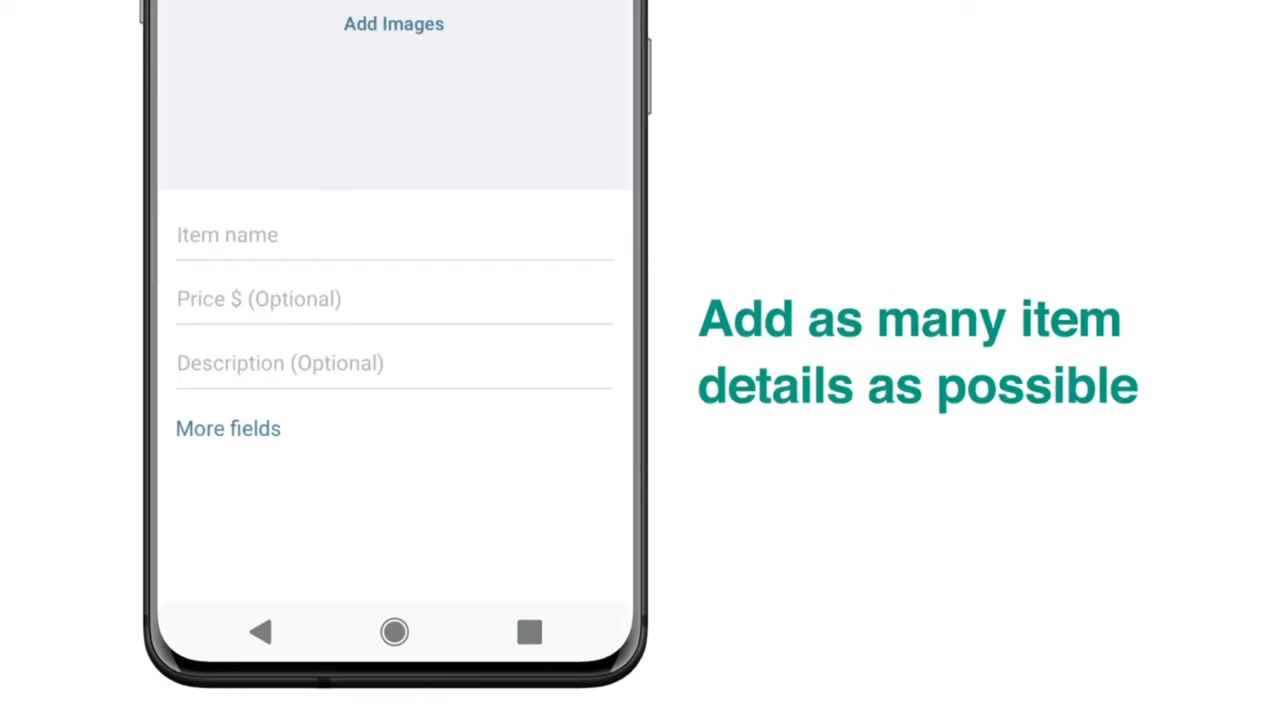 Add Images
Item name
Price $ (Optional)
Description (Optional)
More fields
Add as many item
details as possible